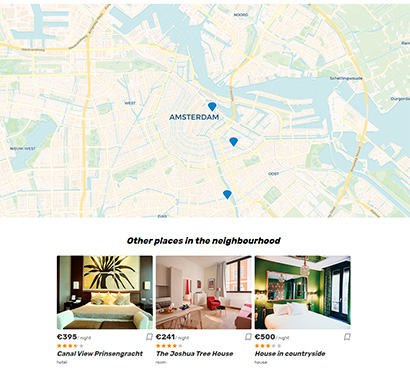 NOORD
Schellingwoude
WEST
AMSTERDAM
NIEUW-WEST
OOST
ZUID
Other places in the neighbourhood
€395 / night
€241 / night
€500 / night
Canal View Prinsengracht
The Joshua Tree House
House in countryside
hotel
room
house